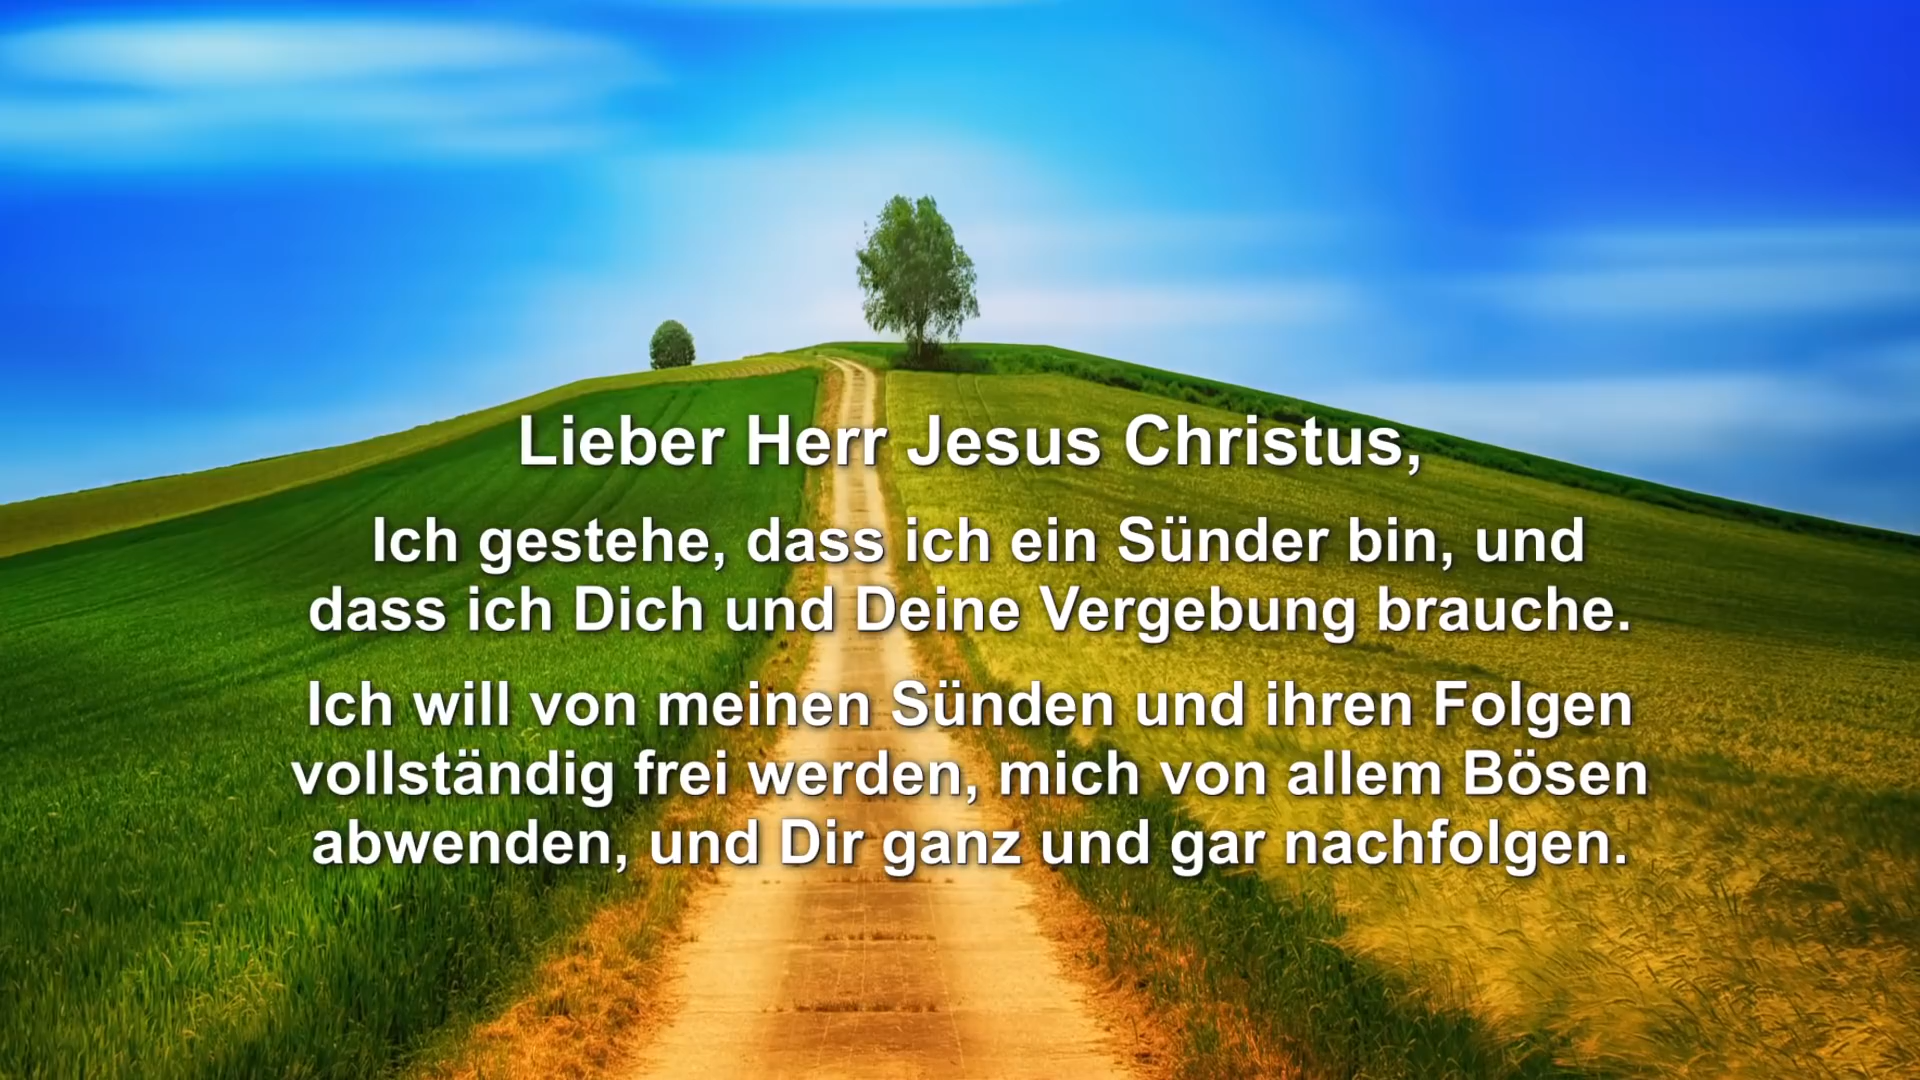 Lieber Herr Jesus Christus,
Ich gestehe, dass ich ein Sünder bin, und
dass ich Dich und Deine Vergebung brauche.
Ich will von meinen Sünden und ihren Folgen
vollständig frei werden, mich von allem Bösen
abwenden, und Dir ganz und gar nachfolgen.